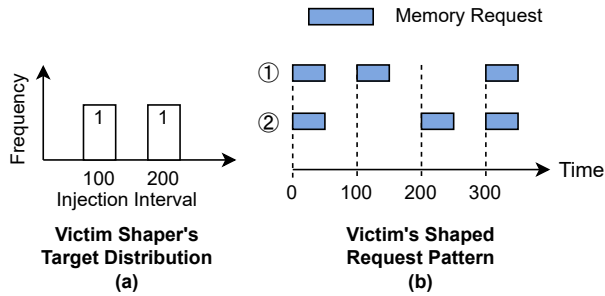 Memory Request
Frequency
1 1
100 200
Injection Interval
Victim Shaper's
Target Distribution
(a)
①
②
0 100 200 300
Time
Victim's Shaped
Request Pattern
(b)